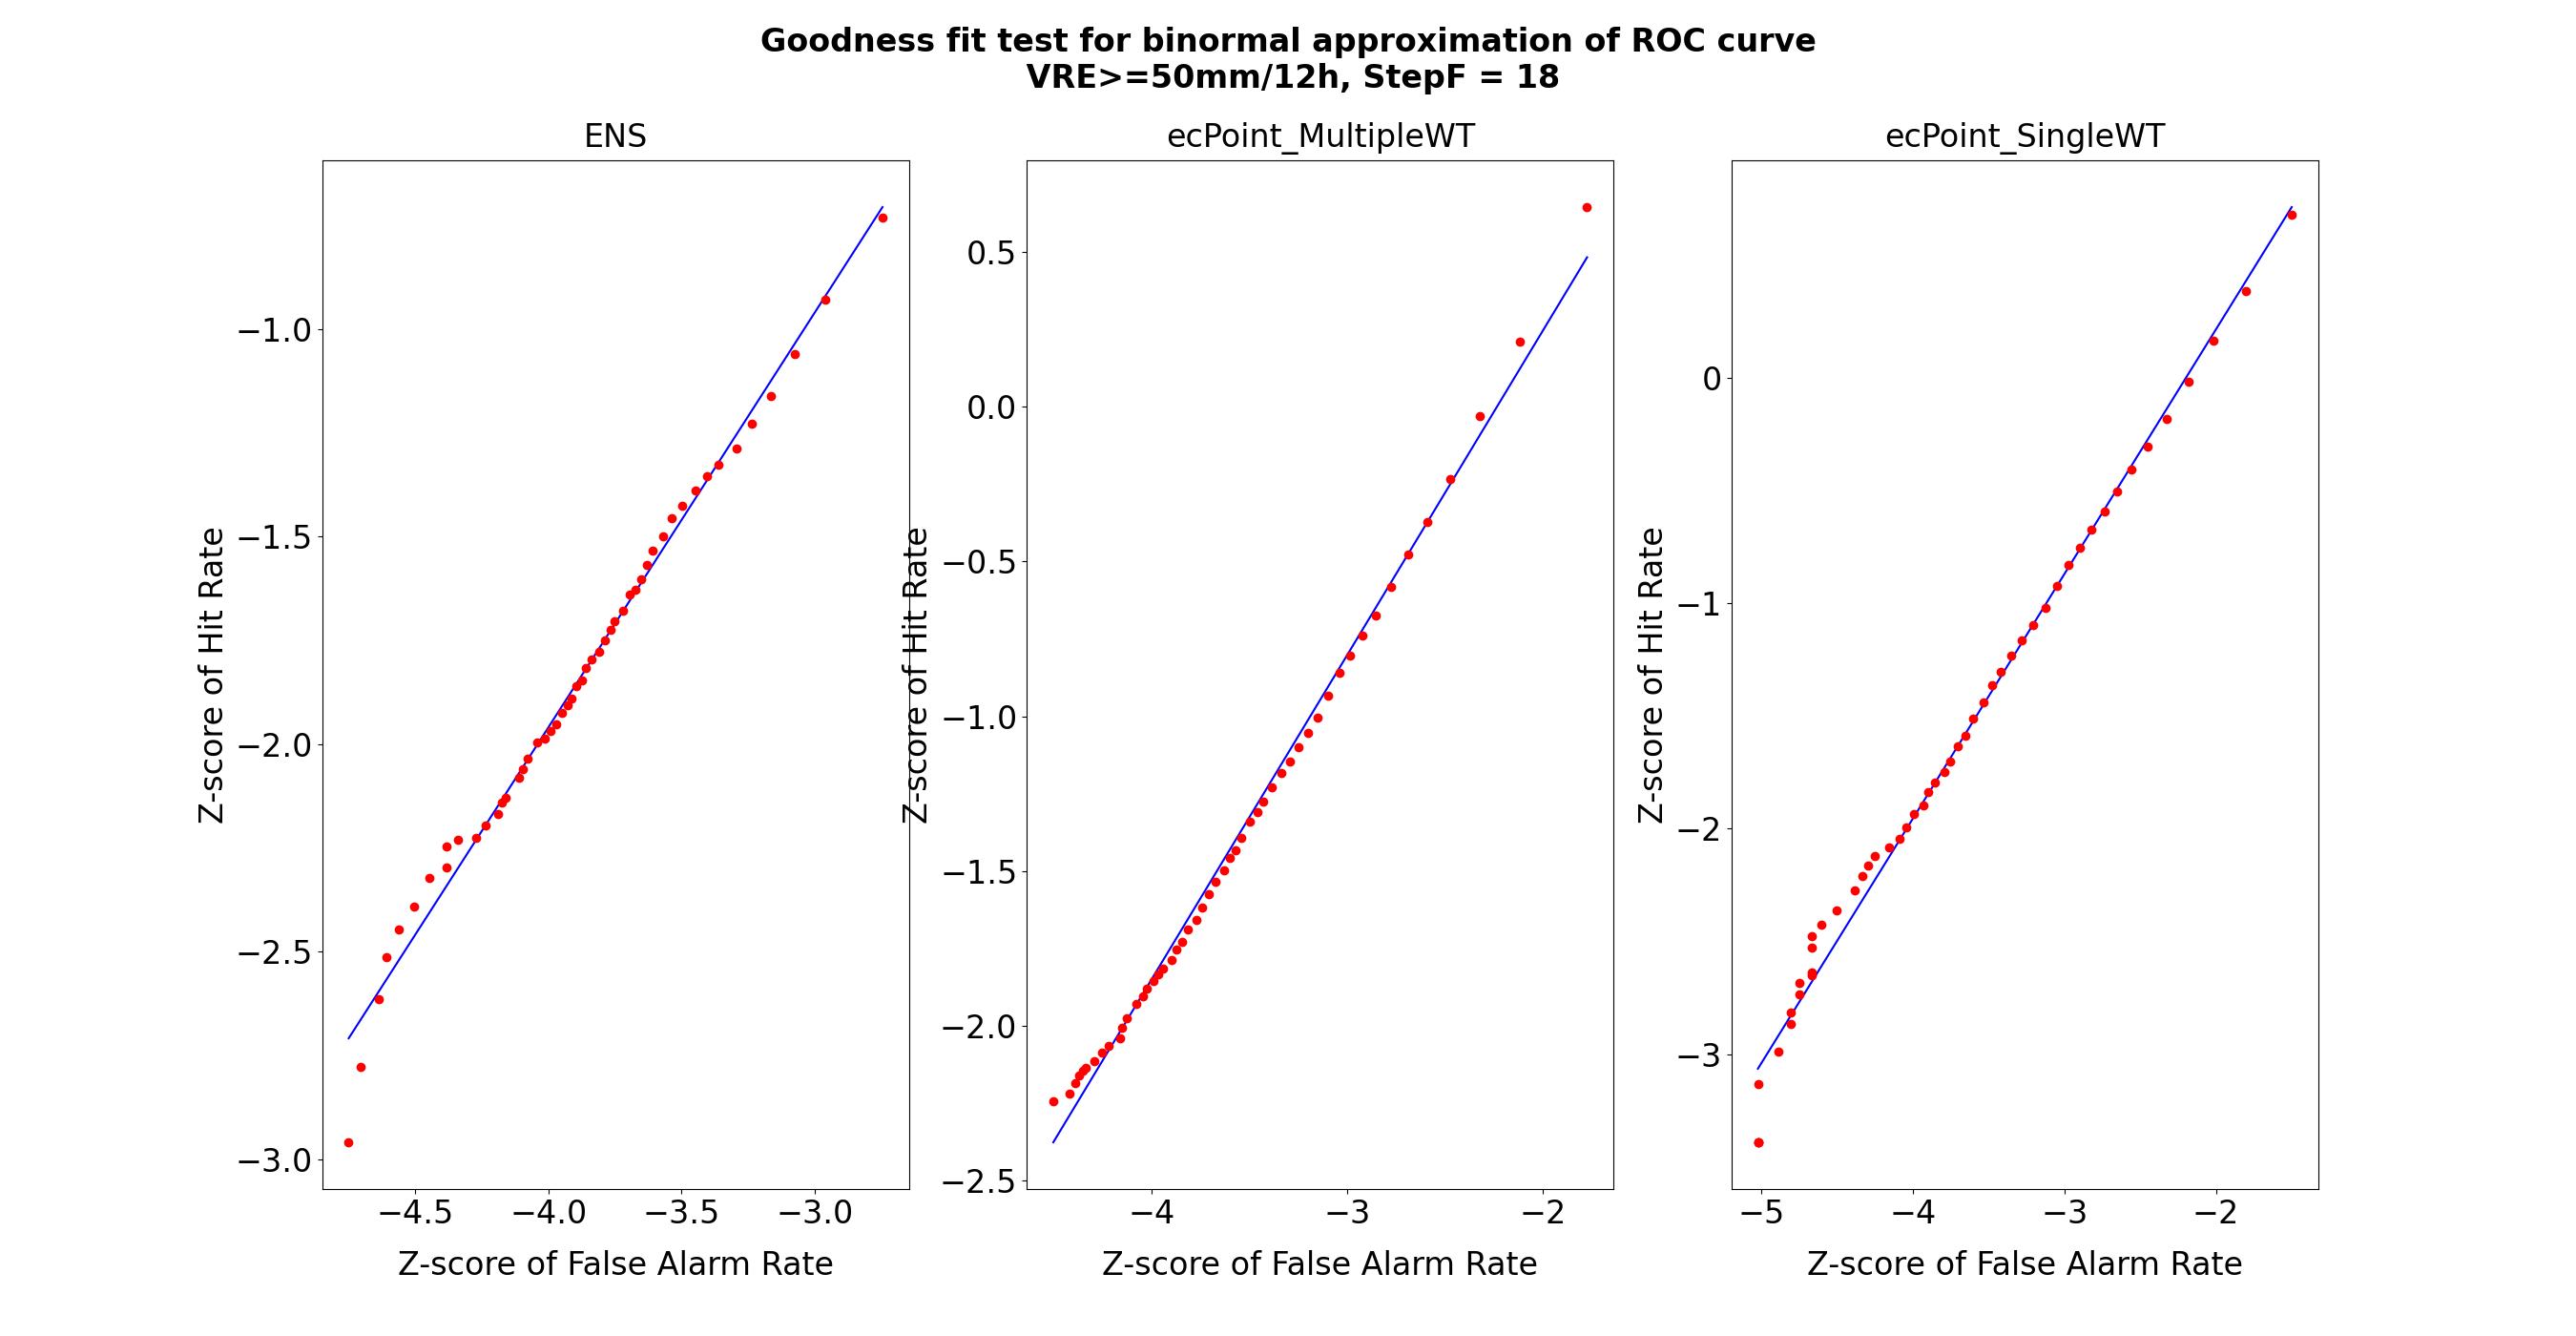 Goodness fit test for binormal approximation of ROC curve
VRE>=50mm/12h, StepF = 18
ENS
Z-score of Hit Rate
−1.0
−1.5
−2.0
−2.5
−3.0
−4.5 −4.0 −3.5 −3.0
Z-score of False Alarm Rate
ecPoint_MultipleWT
Z-score of Hit Rate
0.5
0.0
−0.5
−1.0
−1.5
−2.0
−2.5
−4 −3 −2
Z-score of False Alarm Rate
ecPoint_SingleWT
Z-score of Hit Rate
0
−1
−2
−3
−5 −4 −3 −2
Z-score of False Alarm Rate